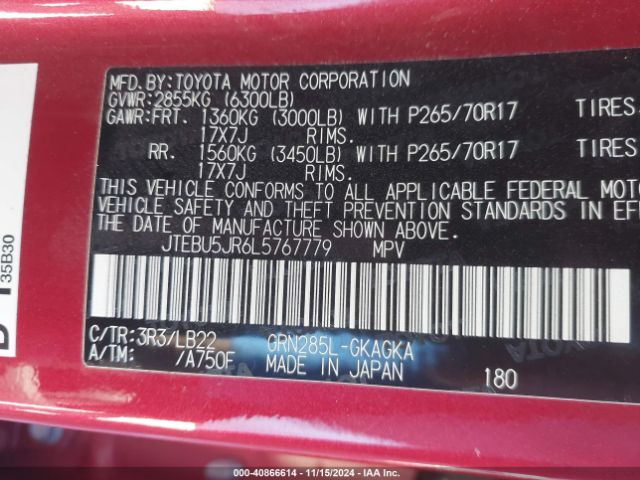 MFD. BY: TOYOTA MOTOR CORPORATION
GVWR: 2855KG (6300LB)
GAWR: FRT. 1360KG (3000LB) WITH P265/70R17 TIRES
17X7J RIMS.
RR. 1560KG (3450LB) WITH P265/70R17 TIRES
17X7J RIMS.
THIS VEHICLE CONFORMS TO ALL APPLICABLE FEDERAL MOTO
VEHICLE SAFETY AND THEFT PREVENTION STANDARDS IN EFF
THE DATE OF MANUFACTURE SHOWN ABOVE.
JTEBU5JR6L5767779 MPV
C/TR: 3R3/LB22 GRN285L-GKAGKA
A/TM: /A750F MADE IN JAPAN 180
35B30
# 40866614 - 11/15/2024 - IAA Inc.